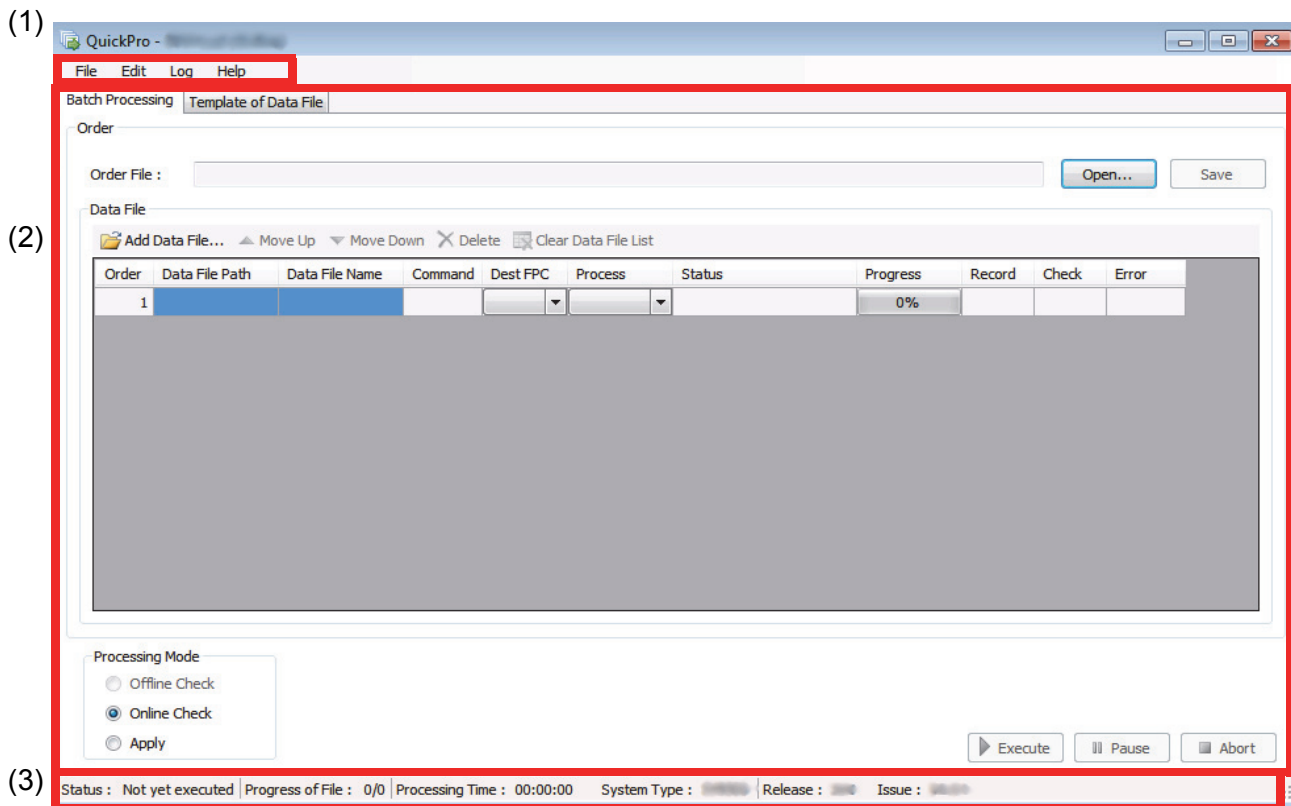 (1)
QuickPro -
File Edit Log Help
Batch Processing Template of Data File
Order
Order File : Open... Save
Data File
(2)
Add Data File... Move Up Move Down Delete Clear Data File List
Order Data File Path Data File Name Command Dest FPC Process Status Progress Record Check Error
1 0%
Processing Mode
Offline Check
Online Check
Apply
Execute Pause Abort
(3)
Status : Not yet executed Progress of File : 0/0 Processing Time : 00:00:00 System Type : Release : Issue :